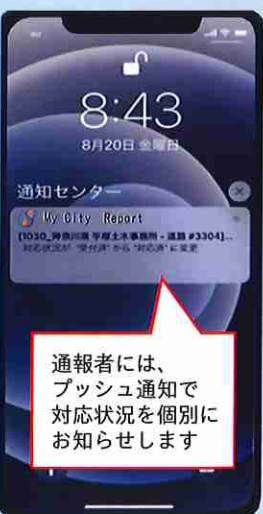 au
8:43
8月20日 金曜日
通知センター
My City Report
[1030_神奈川県 平塚土木事務所 - 道路 #3304]...
対応状況が "受付済" から "対応済" に変更
通報者には、
プッシュ通知で
対応状況を個別に
お知らせします